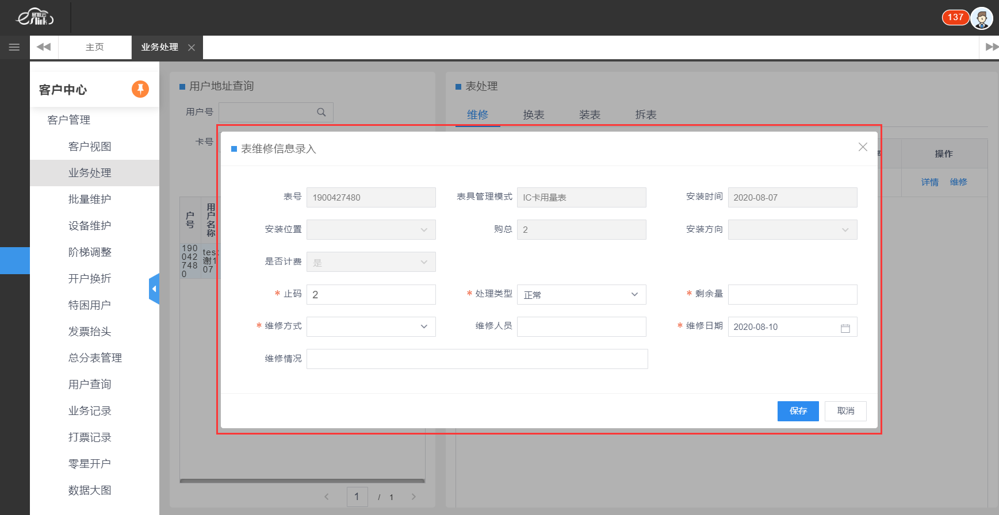 易联云
eslink
137
主页
业务处理
客户中心
客户管理
客户视图
业务处理
批量维护
设备维护
阶梯调整
开户换折
特困用户
发票抬头
总分表管理
用户查询
业务记录
打票记录
零星开户
数据大图
用户地址查询
用户号
卡号
户号
用户名称
190
042
748
0
test
谢1
07
1 / 1
表处理
维修 换表 装表 拆表
操作
详情 维修
表维修信息录入
表号 1900427480 表具管理模式 IC卡用量表 安装时间 2020-08-07
安装位置 购总 2 安装方向
是否计费 是
* 止码 2 * 处理类型 正常 * 剩余量
* 维修方式 维修人员 * 维修日期 2020-08-10
维修情况
保存 取消